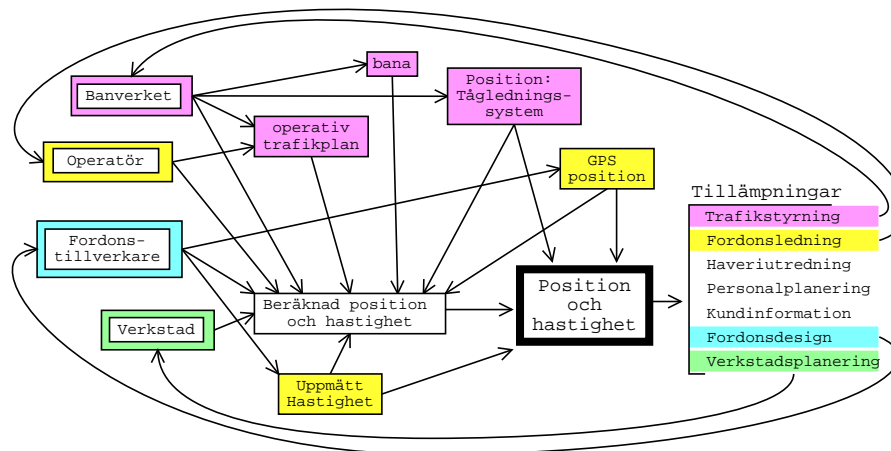 bana
Position:
Tåglednings-
system
Banverket
operativ
trafikplan
Operatör
GPS
position
Tillämpningar
Trafikstyrning
Fordonsledning
Haveriutredning
Personalplanering
Kundinformation
Fordonsdesign
Verkstadsplanering
Fordons-
tillverkare
Beräknad position
och hastighet
Position
och
hastighet
Verkstad
Uppmätt
Hastighet